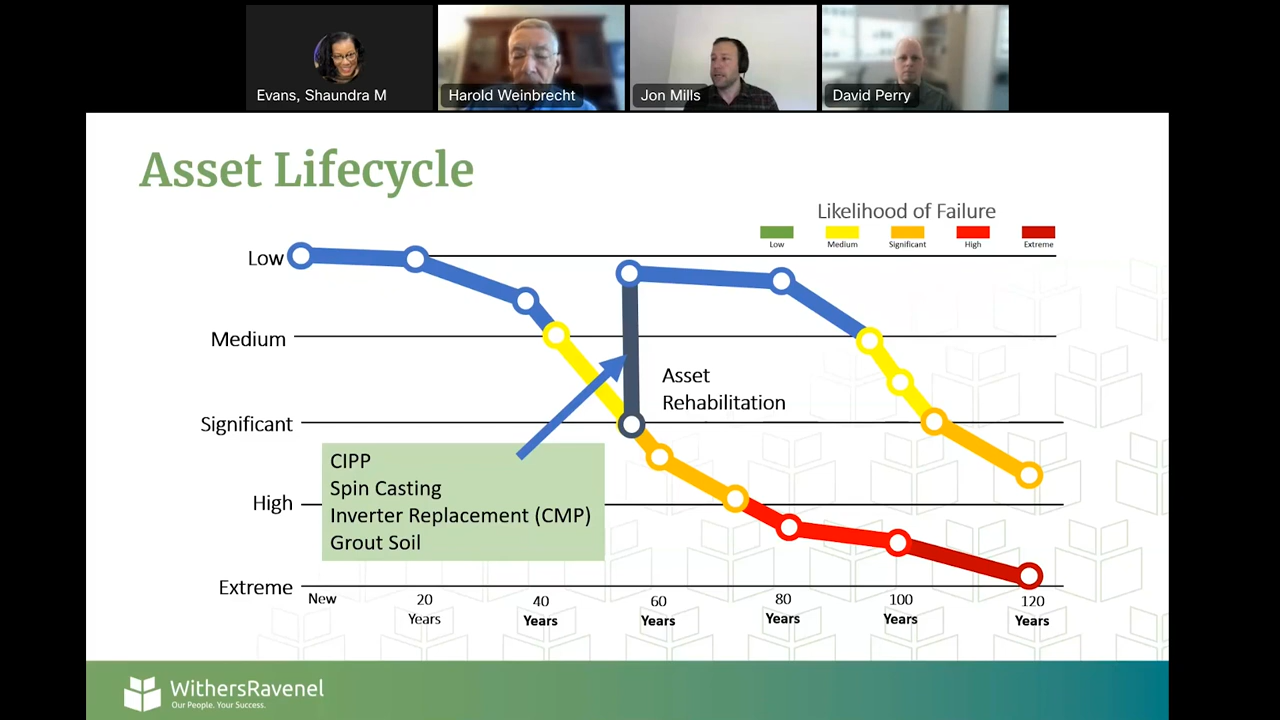 Evans, Shaundra M
Harold Weinbrecht
Jon Mills
David Perry
Asset Lifecycle
Likelihood of Failure
Low
Medium
Significant
High
Extreme
Low
Medium
Significant
High
Extreme
Asset
Rehabilitation
CIPP
Spin Casting
Inverter Replacement (CMP)
Grout Soil
New
20
Years
40
Years
60
Years
80
Years
100
Years
120
Years
WithersRavenel
Our People. Your Success.